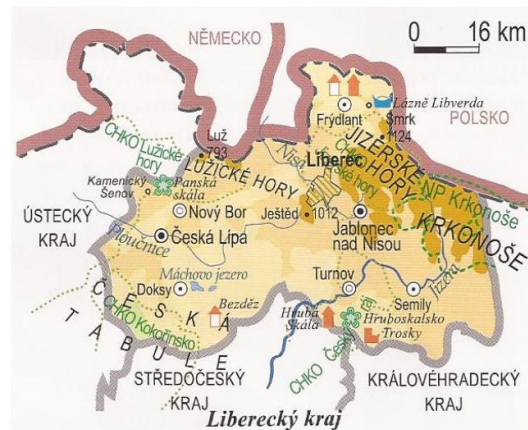 NĚMECKO
0 16 km
Lázně Libverda
Frýdlant
Smrk
1124
POLSKO
CHKO Lužické
hory
Luž
793
LUŽICKÉ HORY
Nisa
Liberec
JIZERSKÉ
HORY
CHKO
hory
NP Krkonoše
KRKONOŠE
Kamenický
Šenov
Panská
skála
Ještěd 1012
ÚSTECKÝ
KRAJ
Nový Bor
Jablonec
nad Nisou
Ploučnice
Česká Lípa
Máchovo jezero
Turnov
Jizera
Doksy
Bezděz
Semily
ČESKÁ
TABULE
CHKO Kokořínsko
Hrubá
Skála
Hruboskalsko
Trosky
CHKO Český ráj
STŘEDOČESKÝ
KRAJ
KRÁLOVÉHRADECKÝ
KRAJ
Liberecký kraj